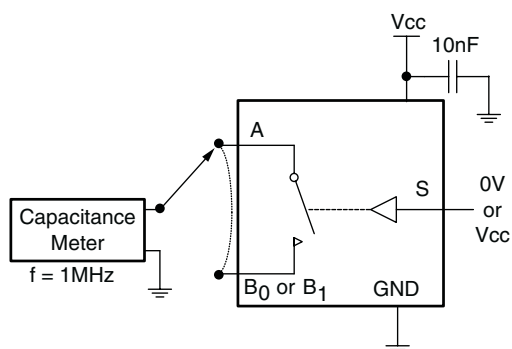 Vcc
10nF
A
S
0V
or
Vcc
Capacitance
Meter
f = 1MHz
B0 or B1
GND